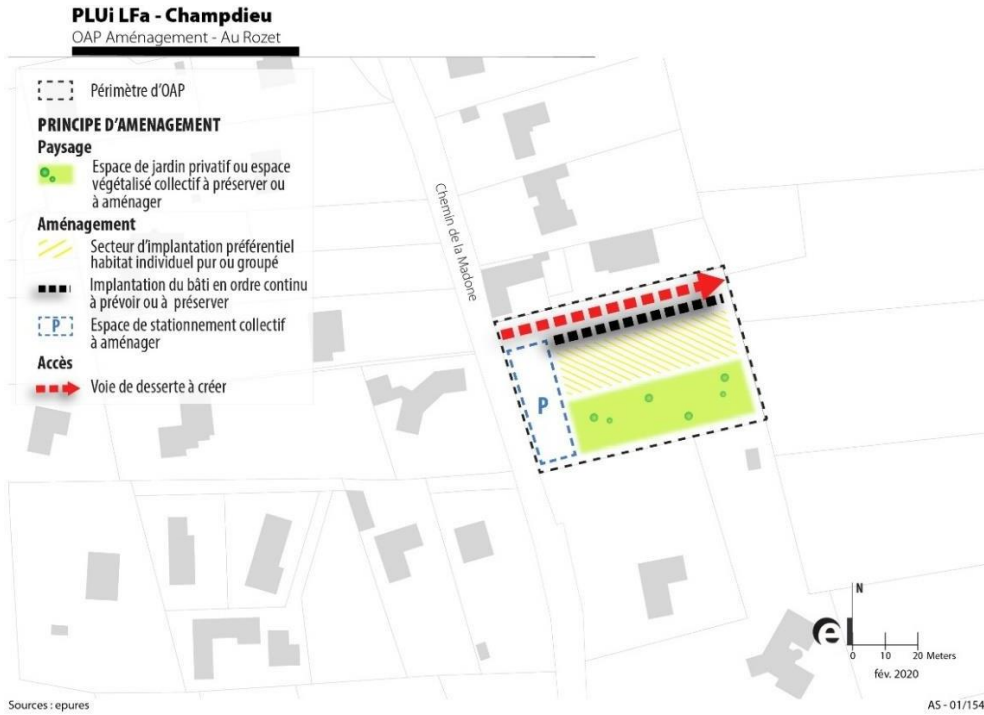 PLUi LFa - Champdieu
OAP Aménagement - Au Rozet
Périmètre d'OAP
PRINCIPE D'AMENAGEMENT
Paysage
Espace de jardin privatif ou espace
végétalisé collectif à préserver ou
à aménager
Aménagement
Secteur d'implantation préférentiel
habitat individuel pur ou groupé
Implantation du bâti en ordre continu
à prévoir ou à préserver
P
Espace de stationnement collectif
à aménager
Accès
Voie de desserte à créer
Chemin de la Madone
P
N
e
0 10 20 Meters
fév. 2020
Sources : epures
AS - 01/154